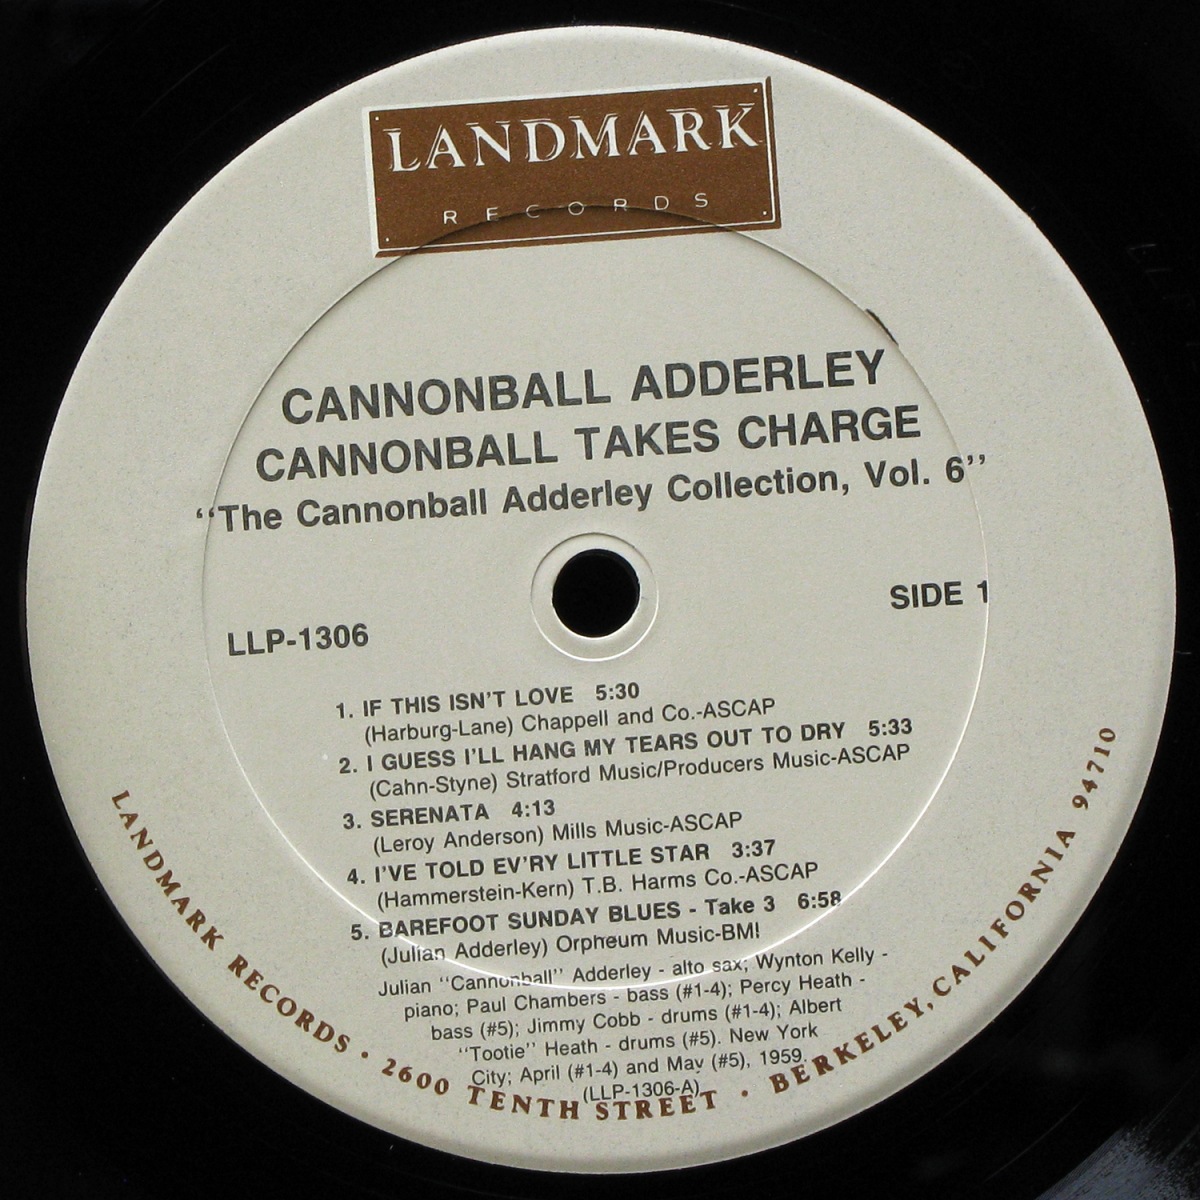 LANDMARK
RECORDS
CANNONBALL ADDERLEY
CANNONBALL TAKES CHARGE
“The Cannonball Adderley Collection, Vol. 6”
SIDE 1
LLP-1306
1. IF THIS ISN'T LOVE 5:30
(Harburg-Lane) Chappell and Co.-ASCAP
2. I GUESS I'LL HANG MY TEARS OUT TO DRY 5:33
(Cahn-Styne) Stratford Music/Producers Music-ASCAP
3. SERENATA 4:13
(Leroy Anderson) Mills Music-ASCAP
4. I'VE TOLD EV'RY LITTLE STAR 3:37
(Hammerstein-Kern) T.B. Harms Co.-ASCAP
5. BAREFOOT SUNDAY BLUES - Take 3 6:58
(Julian Adderley) Orpheum Music-BMI
Julian “Cannonball” Adderley - alto sax; Wynton Kelly -
piano; Paul Chambers - bass (#1-4); Percy Heath -
bass (#5); Jimmy Cobb - drums (#1-4); Albert
“Tootie” Heath - drums (#5). New York
City; April (#1-4) and May (#5), 1959.
(LLP-1306-A)
LANDMARK RECORDS • 2600 TENTH STREET • BERKELEY, CALIFORNIA 94710